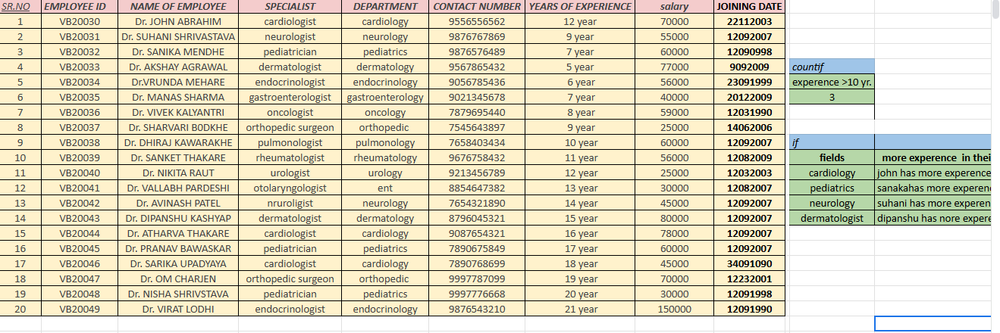 SR.NO EMPLOYEE ID NAME OF EMPLOYEE SPECIALIST DEPARTMENT CONTACT NUMBER YEARS OF EXPERIENCE salary JOINING DATE
1 VB20030 Dr. JOHN ABRAHIM cardiologist cardiology 9556556562 12 year 70000 22112003
2 VB20031 Dr. SUHANI SHRIVASTAVA neurologist neurology 9876767869 9 year 55000 12092007
3 VB20032 Dr. SANIKA MENDHE pediatrician pediatrics 9876576489 7 year 60000 12090998
4 VB20033 Dr. AKSHAY AGRAWAL dermatologist dermatology 9567865432 5 year 77000 9092009 countif
5 VB20034 Dr.VRUNDA MEHARE endocrinologist endocrinology 9056785436 6 year 56000 23091999 experence >10 yr.
6 VB20035 Dr. MANAS SHARMA gastroenterologist gastroenterology 9021345678 7 year 40000 20122009 3
7 VB20036 Dr. VIVEK KALYANTRI oncologist oncology 7879695440 8 year 59000 12031990
8 VB20037 Dr. SHARVARI B0DKHE orthopedic surgeon orthopedic 7545643897 9 year 25000 14062006
9 VB20038 Dr. DHIRAJ KAWARAKHE pulmonologist pulmonology 7658403434 10 year 60000 12092007 if
10 VB20039 Dr. SANKET THAKARE rheumatologist rheumatology 9676758432 11 year 56000 12082009 fields more experence in thei
11 VB20040 Dr. NIKITA RAUT urologist urology 9213456789 12 year 25000 12032003 cardiology john has more experence
12 VB20041 Dr. VALLABH PARDESHI otolaryngologist ent 8854647382 13 year 30000 12082007 pediatrics sanakahas more experen
13 VB20042 Dr. AVINASH PATEL nruroligist neurology 7654321890 14 year 45000 12092007 neurology suhani has more experen
14 VB20043 Dr. DIPANSHU KASHYAP dermatologist dermatology 8796045321 15 year 80000 12092007 dermatologist dipanshu has nore expere
15 VB20044 Dr. ATHARVA THAKARE cardiologist cardiology 9087654321 16 year 78000 12092007
16 VB20045 Dr. PRANAV BAWASKAR pediatrician pediatrics 7890675849 17 year 60000 12092007
17 VB20046 Dr. SARIKA UPADYAYA cardiologist cardiology 7890768699 18 year 45000 34091090
18 VB20047 Dr. OM CHARJEN orthopedic surgeon orthopedic 9997787099 19 year 70000 12232001
19 VB20048 Dr. NISHA SHRIVSTAVA pediatrician pediatrics 9997776668 20 year 30000 12091998
20 VB20049 Dr. VIRAT LODHI endocrinologist endocrinology 9876543210 21 year 150000 12091990